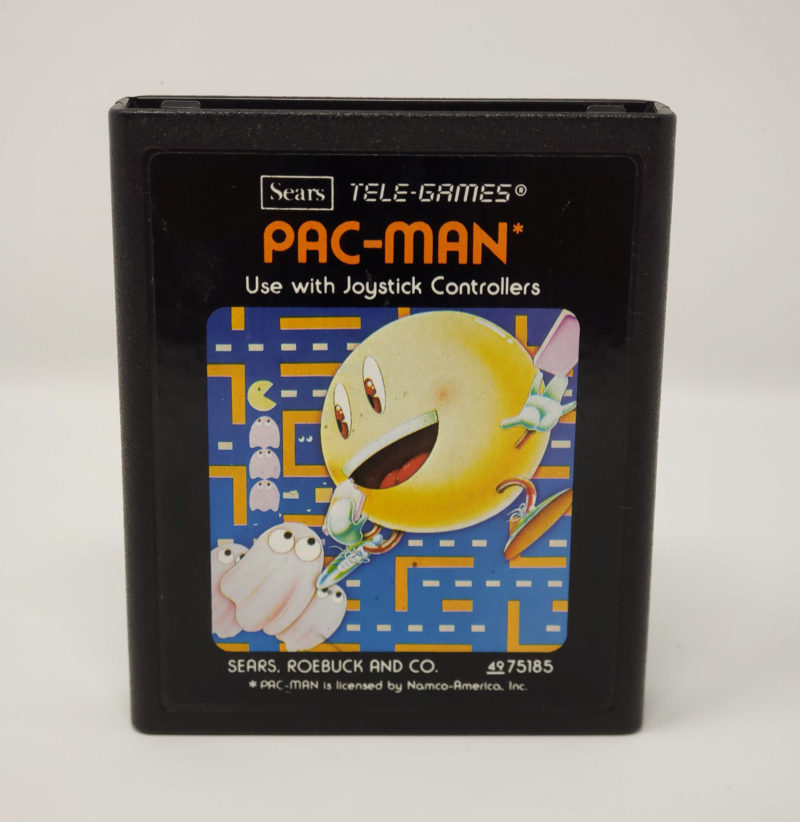 Sears TELE-GAMES®
PAC-MAN*
Use with Joystick Controllers
SEARS, ROEBUCK AND CO. 49 75185
* PAC-MAN is licensed by Namco-America, Inc.